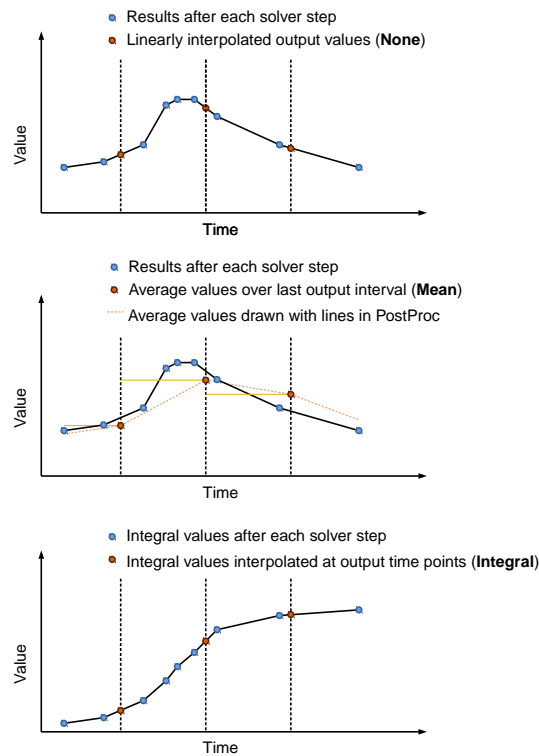 Results after each solver step
Linearly interpolated output values (None)
Value
Time
Results after each solver step
Average values over last output interval (Mean)
Average values drawn with lines in PostProc
Value
Time
Integral values after each solver step
Integral values interpolated at output time points (Integral)
Value
Time